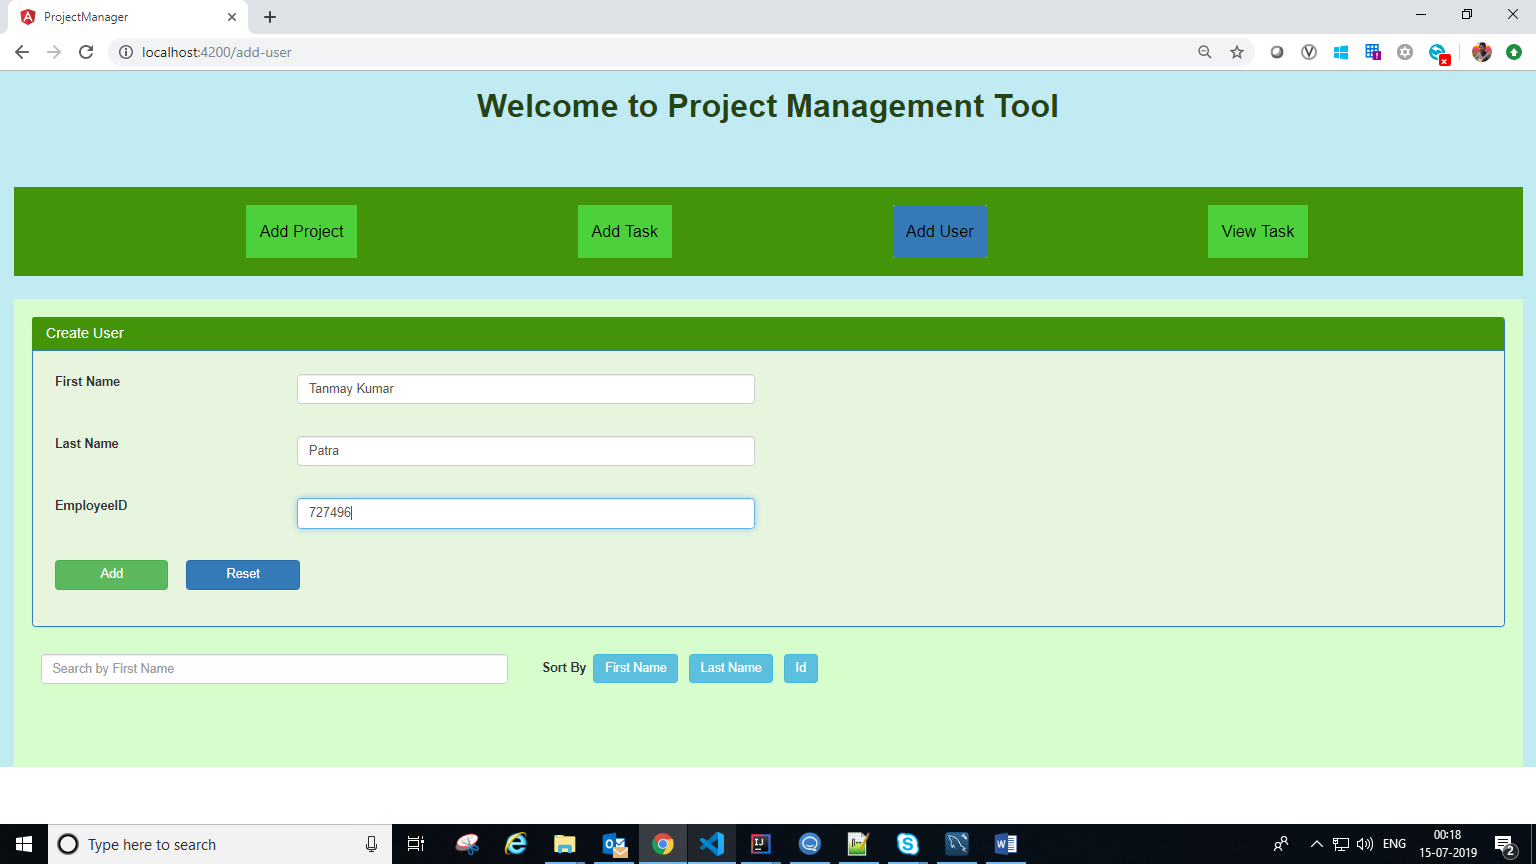 ProjectManager
localhost:4200/add-user
Welcome to Project Management Tool
Add Project Add Task Add User View Task
Create User
First Name Tanmay Kumar
Last Name Patra
EmployeeID 727496
Add Reset
Search by First Name Sort By First Name Last Name Id
Type here to search ENG 00:18
15-07-2019 2